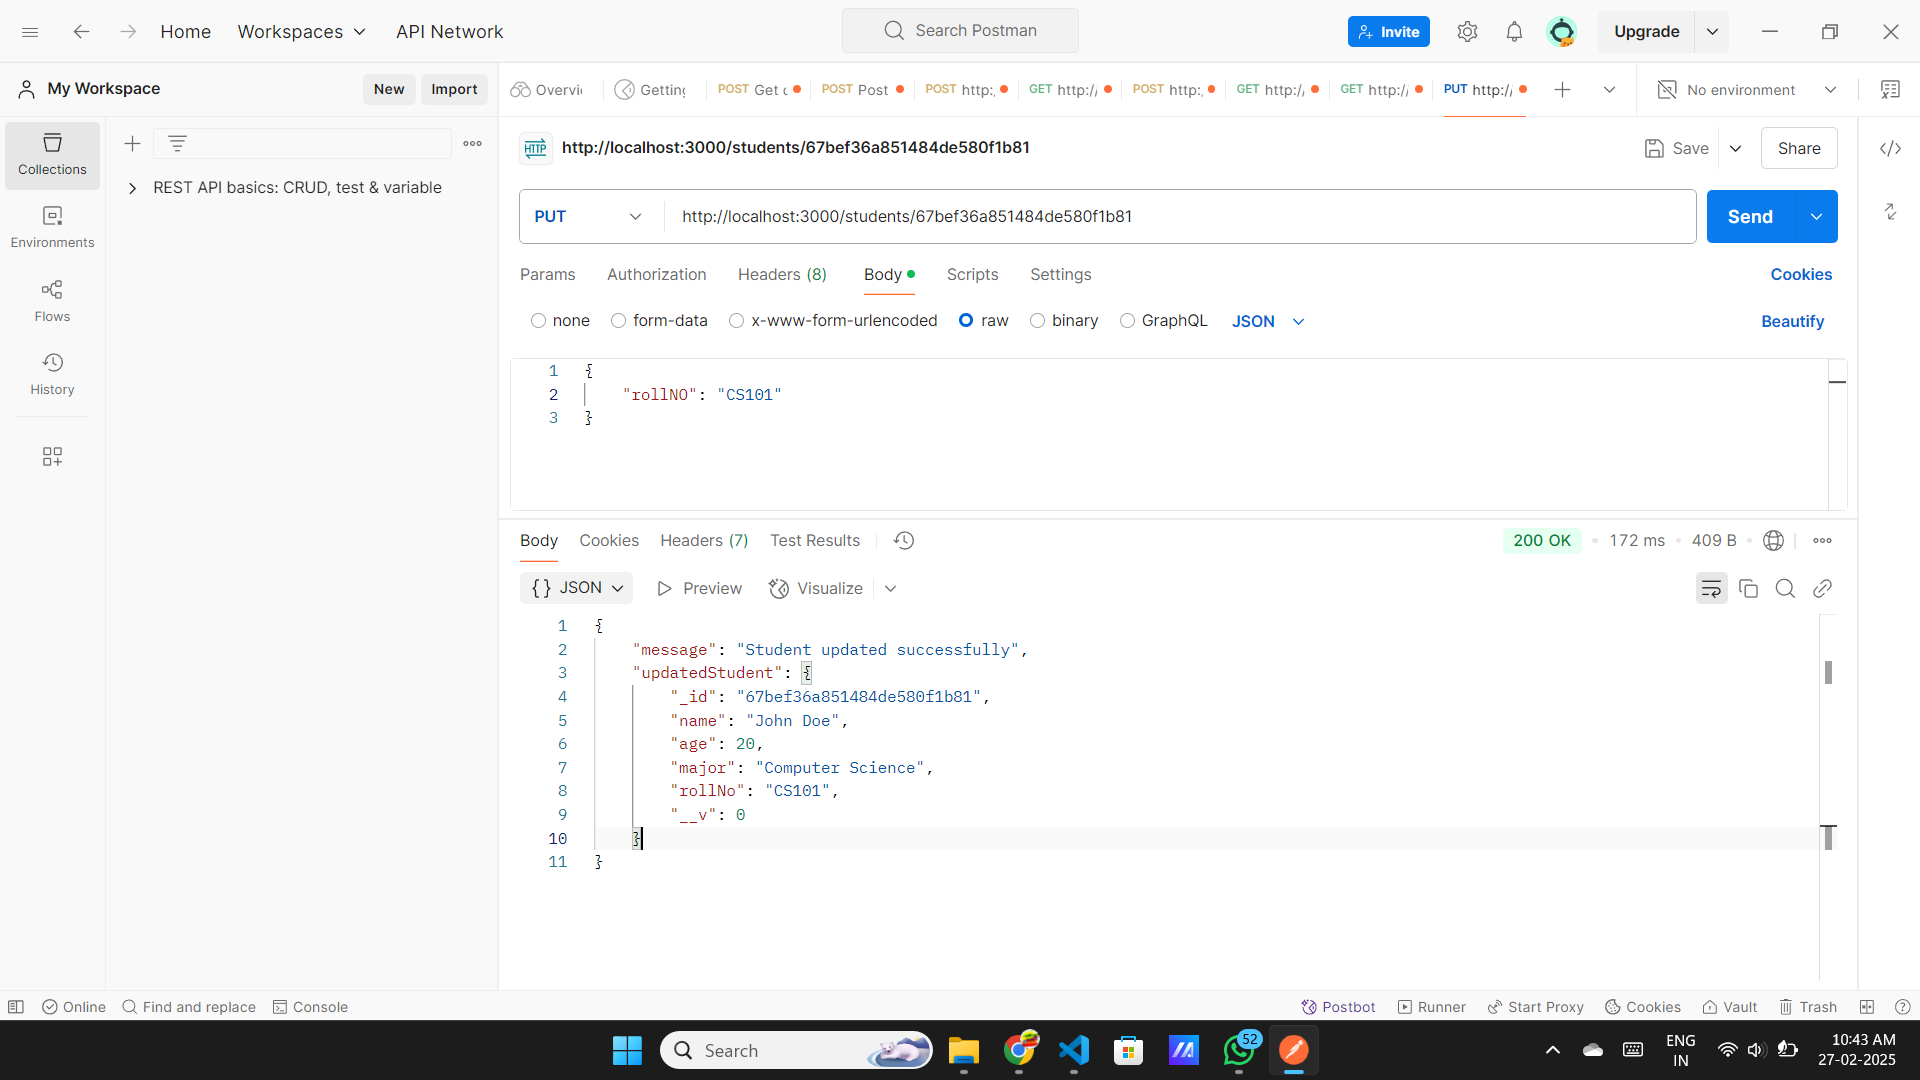 Home
Workspaces
API Network
Search Postman
Invite
Upgrade
My Workspace
New
Import
Overvi
Getting
POST Get c
POST Post
POST http:/
GET http:/
POST http:/
GET http:/
GET http:/
PUT http:/
No environment
Collections
Environments
Flows
History
REST API basics: CRUD, test & variable
HTTP
http://localhost:3000/students/67bef36a851484de580f1b81
Save
Share
PUT
http://localhost:3000/students/67bef36a851484de580f1b81
Send
Params
Authorization
Headers (8)
Body
Scripts
Settings
Cookies
none
form-data
x-www-form-urlencoded
raw
binary
GraphQL
JSON
Beautify
1 {
2 "rollNO": "CS101"
3 }
Body
Cookies
Headers (7)
Test Results
200 OK
172 ms
409 B
{} JSON
Preview
Visualize
1 {
2 "message": "Student updated successfully",
3 "updatedStudent": {
4 "_id": "67bef36a851484de580f1b81",
5 "name": "John Doe",
6 "age": 20,
7 "major": "Computer Science",
8 "rollNo": "CS101",
9 "__v": 0
10 }
11 }
Online
Find and replace
Console
Postbot
Runner
Start Proxy
Cookies
Vault
Trash
Search
52
ENG
IN
10:43 AM
27-02-2025